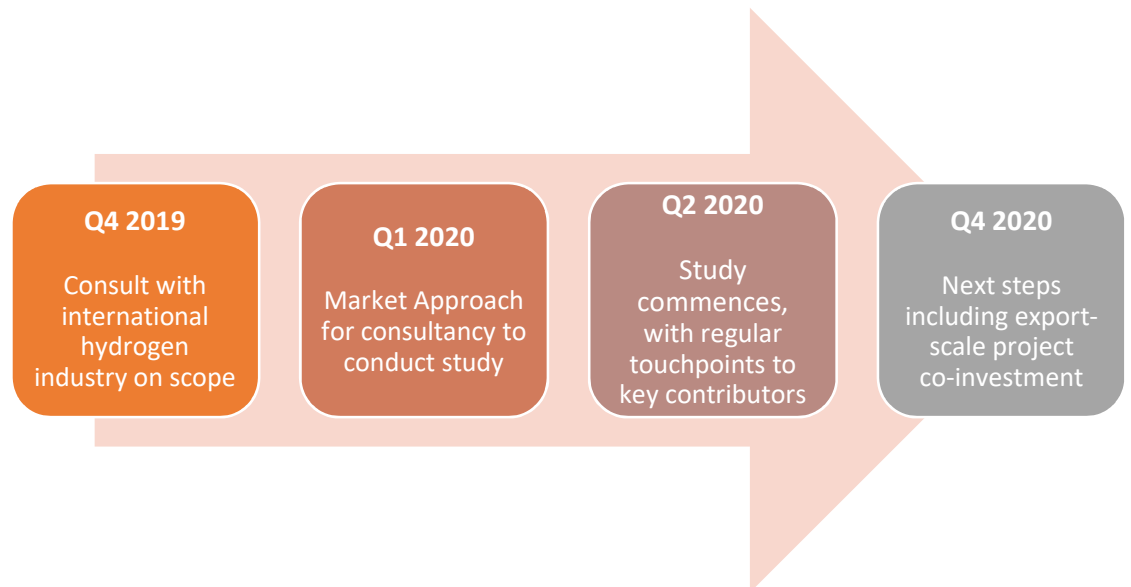 Q4 2019
Consult with
international
hydrogen
industry on scope
Q1 2020
Market Approach
for consultancy to
conduct study
Q2 2020
Study
commences,
with regular
touchpoints to
key contributors
Q4 2020
Next steps
including export-
scale project
co-investment